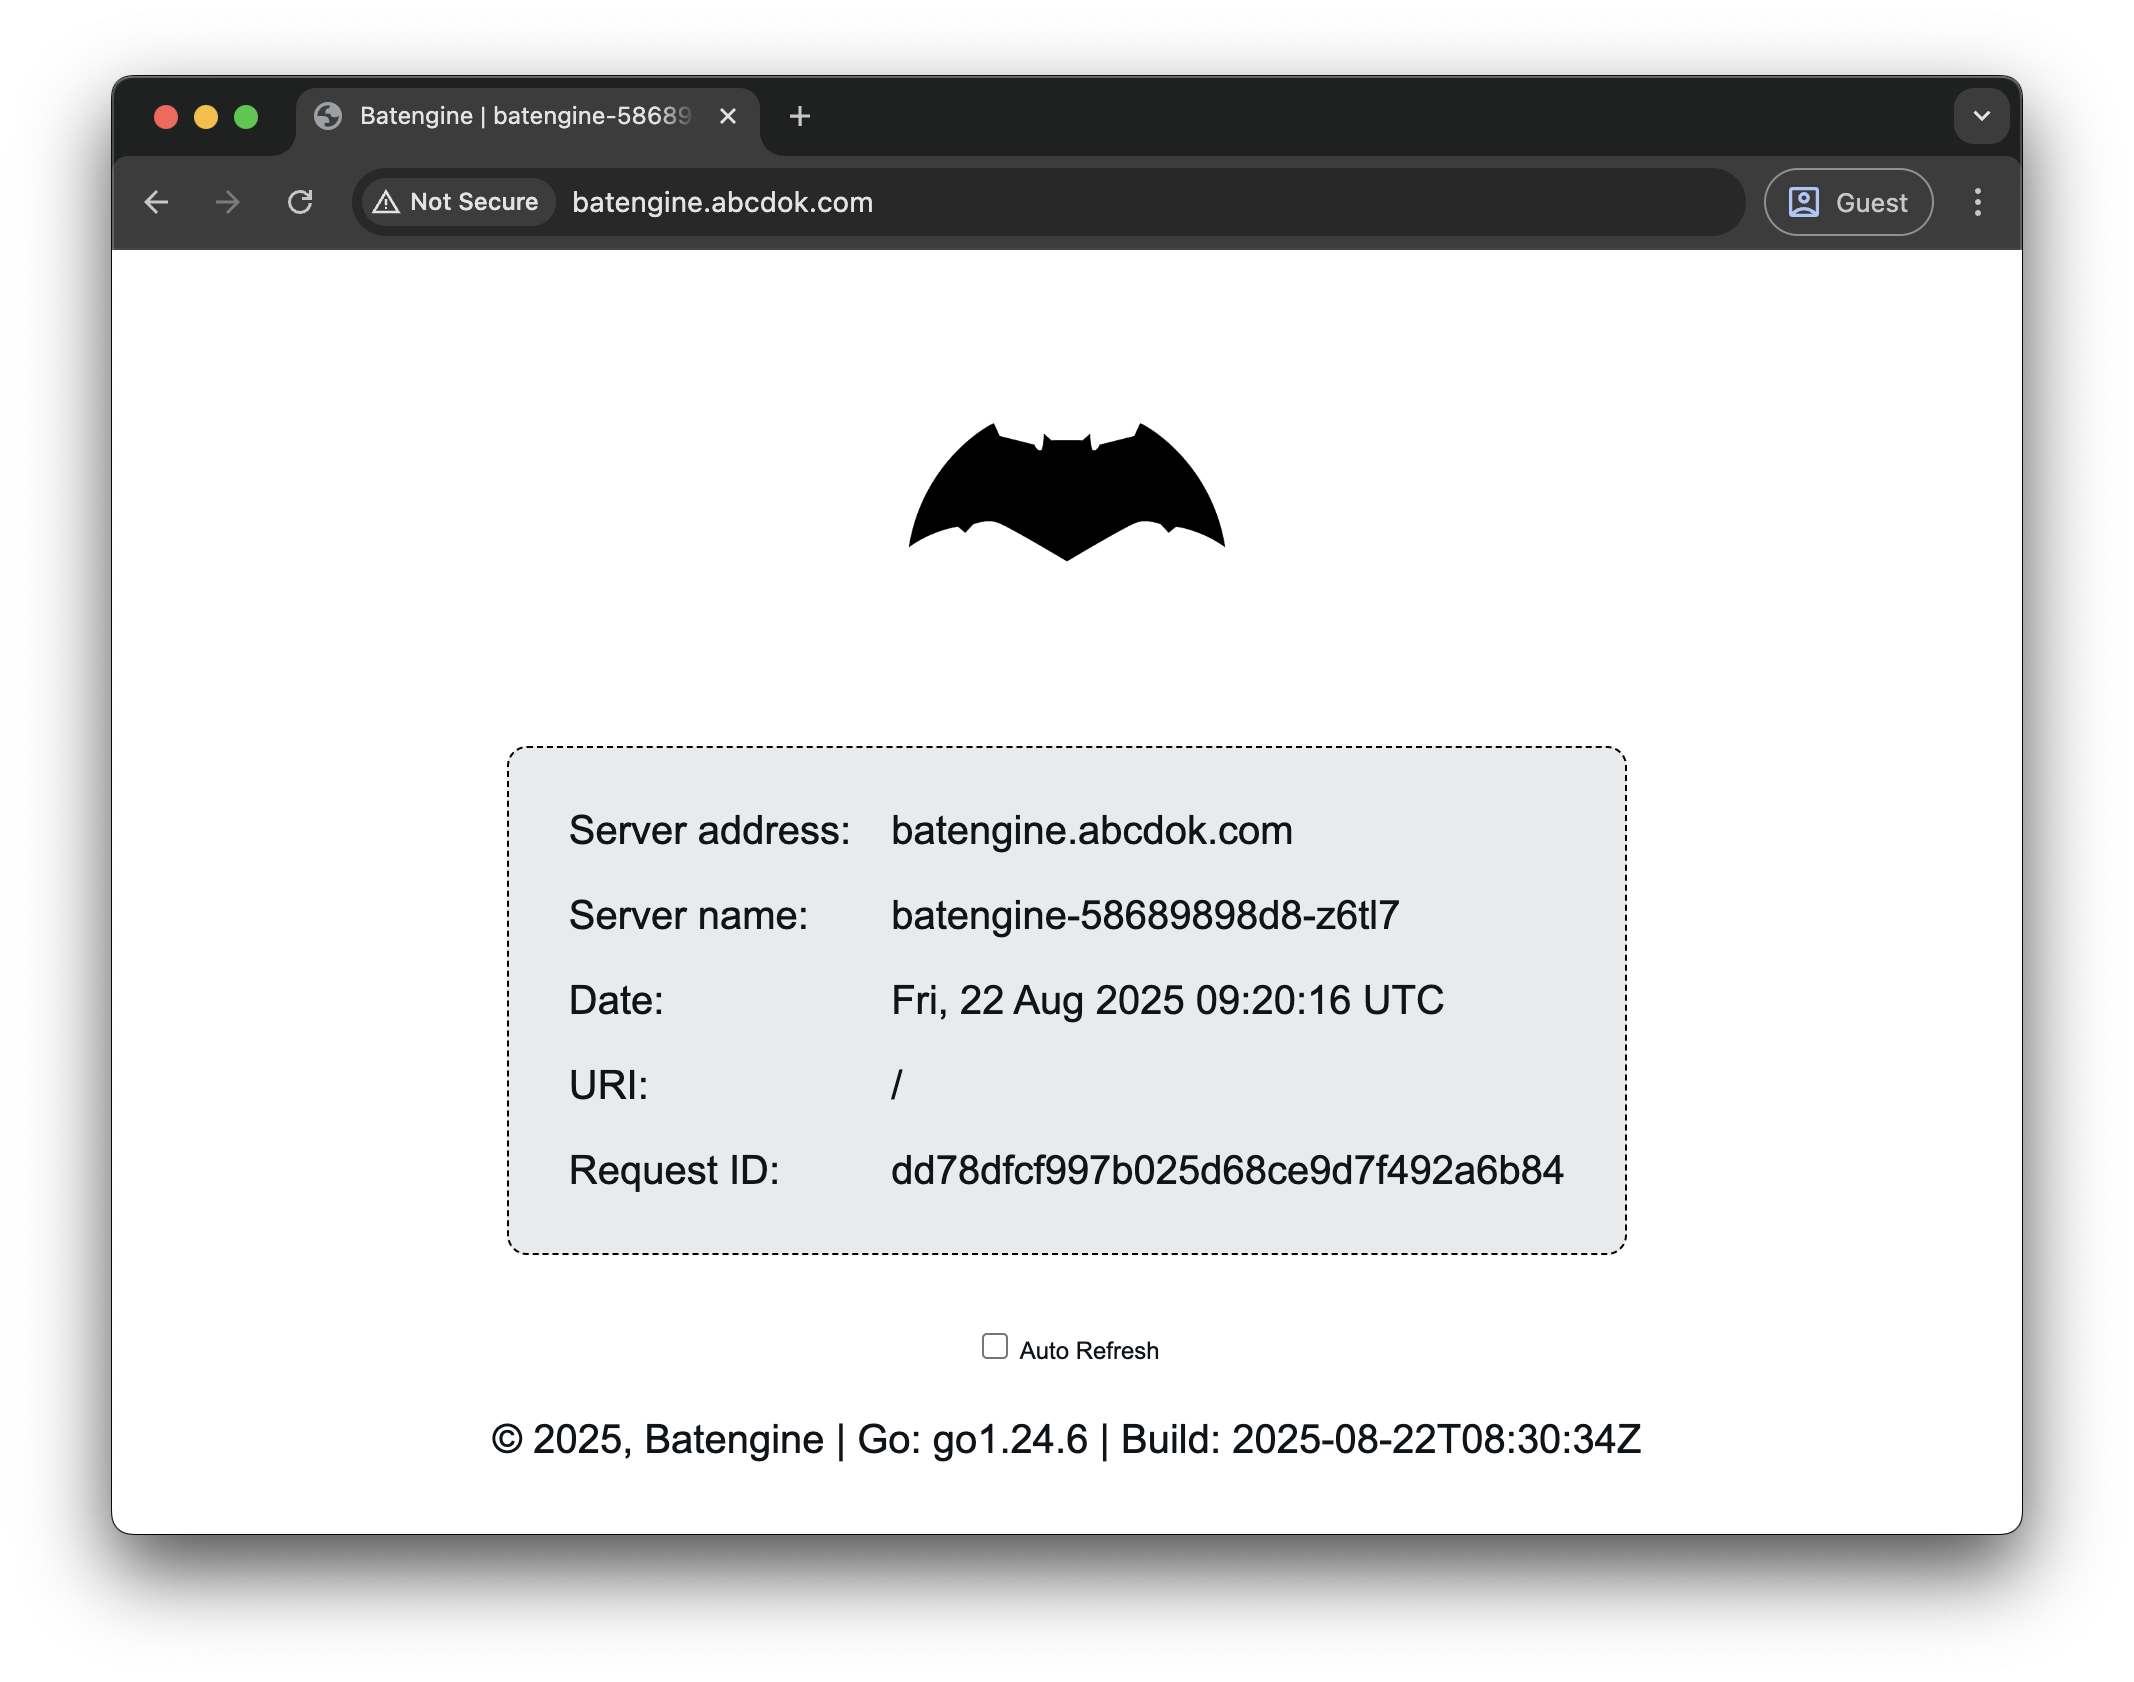 Batengine | batengine-58689
Not Secure batengine.abcdok.com Guest
Server address: batengine.abcdok.com
Server name: batengine-58689898d8-z6tl7
Date: Fri, 22 Aug 2025 09:20:16 UTC
URI: /
Request ID: dd78dfcf997b025d68ce9d7f492a6b84
Auto Refresh
© 2025, Batengine | Go: go1.24.6 | Build: 2025-08-22T08:30:34Z